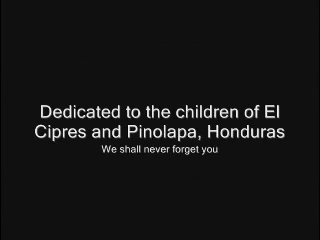 Dedicated to the children of El
Cipres and Pinolapa, Honduras
We shall never forget you